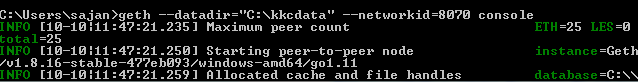 C:\Users\sajan>geth --datadir="C:\kkcdata" --networkid=8070 console
INFO [10-10|11:47:21.235] Maximum peer count ETH=25 LES=0
total=25
INFO [10-10|11:47:21.250] Starting peer-to-peer node instance=Geth
/v1.8.16-stable-477eb093/windows-amd64/go1.11
INFO [10-10|11:47:21.259] Allocated cache and file handles database=C:\\